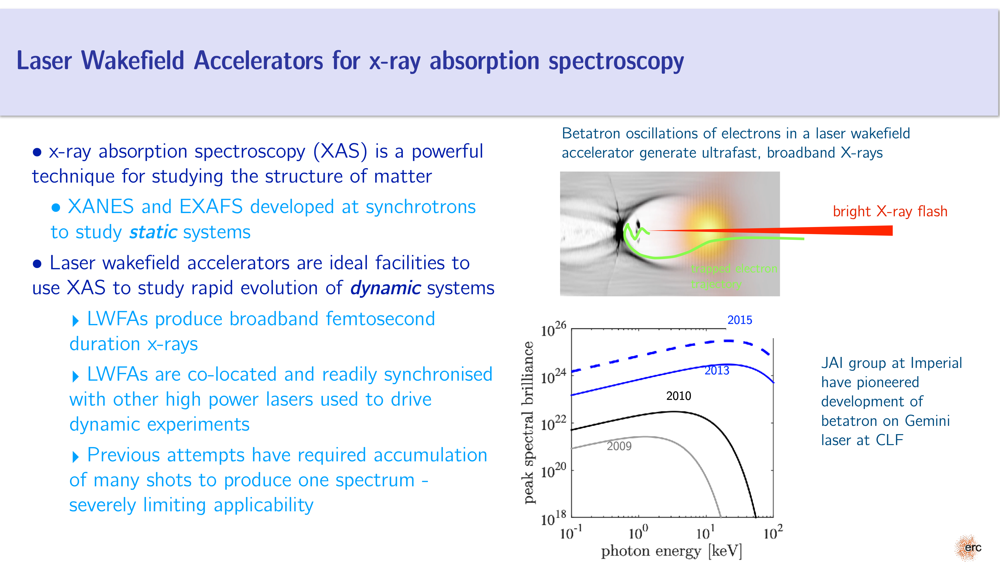 Laser Wakefield Accelerators for x-ray absorption spectroscopy
• x-ray absorption spectroscopy (XAS) is a powerful
technique for studying the structure of matter
• XANES and EXAFS developed at synchrotrons
to study static systems
• Laser wakefield accelerators are ideal facilities to
use XAS to study rapid evolution of dynamic systems
▸ LWFAs produce broadband femtosecond
duration x-rays
▸ LWFAs are co-located and readily synchronised
with other high power lasers used to drive
dynamic experiments
▸ Previous attempts have required accumulation
of many shots to produce one spectrum -
severely limiting applicability
Betatron oscillations of electrons in a laser wakefield
accelerator generate ultrafast, broadband X-rays
bright X-ray flash
trapped electron
trajectory
2015
2013
2010
2009
peak spectral brilliance
10^26
10^24
10^22
10^20
10^18
10^-1 10^0 10^1 10^2
photon energy [keV]
JAI group at Imperial
have pioneered
development of
betatron on Gemini
laser at CLF
erc